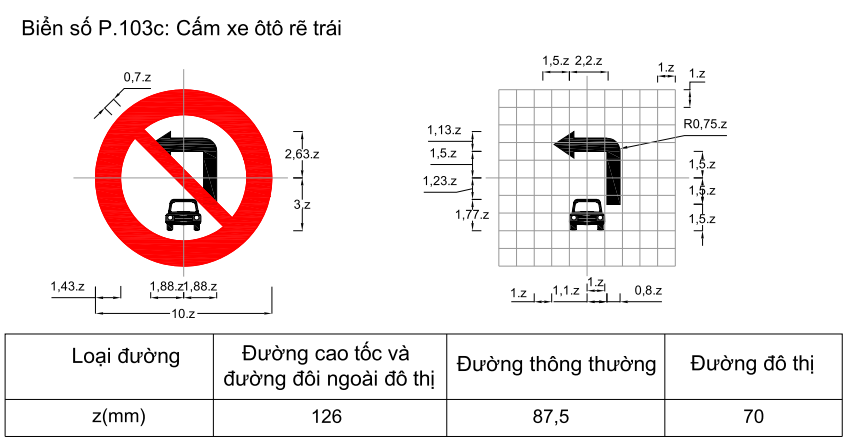 Biển số P.103c: Cấm xe ôtô rẽ trái
0,7.z
2,63.z
3.z
1,43.z
1,88.z
1,88.z
10.z
1,5.z
2,2.z
1.z
1.z
R0,75.z
1,13.z
1,5.z
1,23.z
1,77.z
1,5.z
1,5.z
1,5.z
1.z
1.z
1,1.z
0,8.z
Loại đường
Đường cao tốc và
đường đôi ngoài đô thị
Đường thông thường
Đường đô thị
z(mm)
126
87,5
70